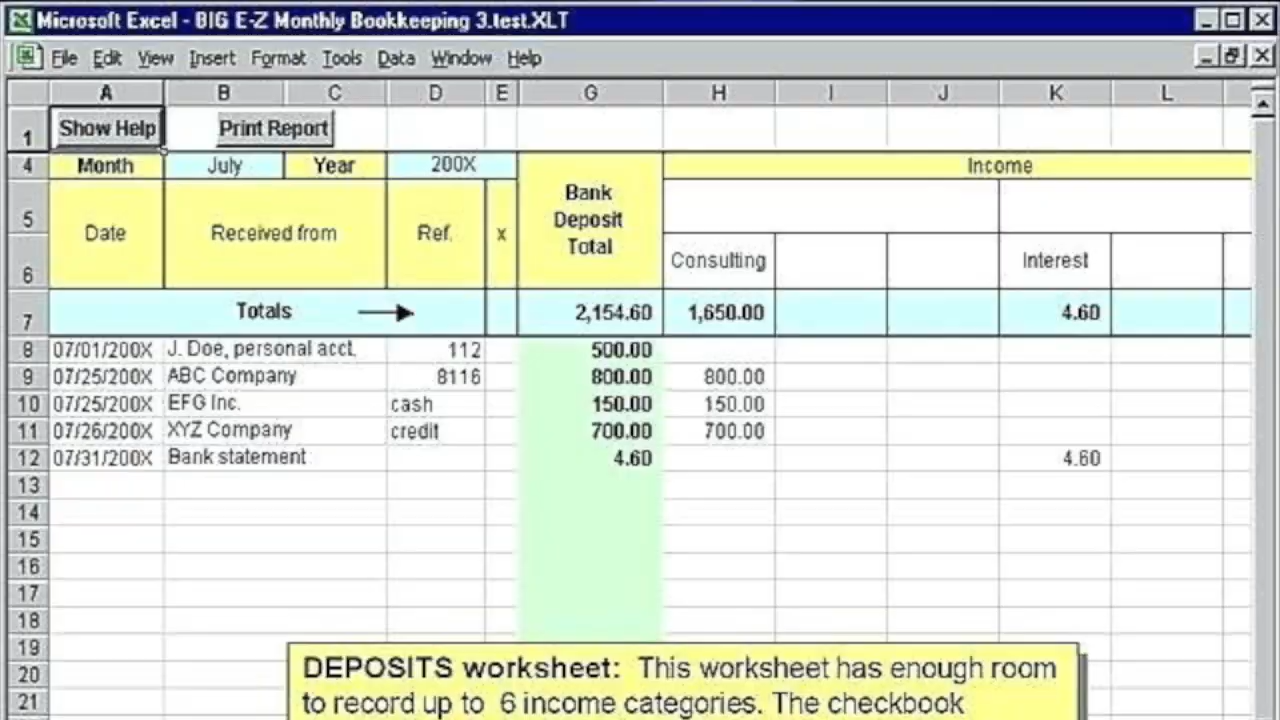 Microsoft Excel - BIG E-Z Monthly Bookkeeping 3.test.XLT
File Edit View Insert Format Tools Data Window Help
A B C D E G H I J K L
1 Show Help Print Report
4 Month July Year 200X Income
Bank
5 Deposit
Date Received from Ref. x
Total
6 Consulting Interest
7 Totals 2,154.60 1,650.00 4.60
8 07/01/200X J. Doe, personal acct. 112 500.00
9 07/25/200X ABC Company 8116 800.00 800.00
10 07/25/200X EFG Inc. cash 150.00 150.00
11 07/26/200X XYZ Company credit 700.00 700.00
12 07/31/200X Bank statement 4.60 4.60
13
14
15
16
17
18
19
20
21
DEPOSITS worksheet: This worksheet has enough room
to record up to 6 income categories. The checkbook